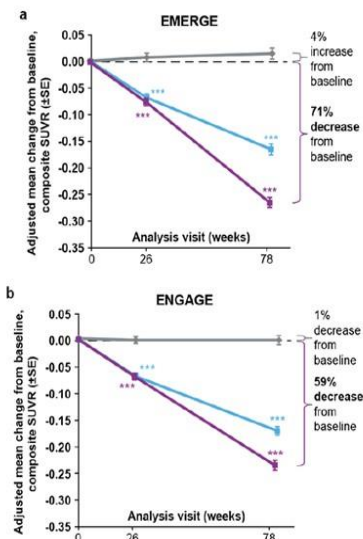 a
EMERGE
Adjusted mean change from baseline,
composite SUVR (±SE)
0.05
0.00
-0.05
-0.10
-0.15
-0.20
-0.25
-0.30
-0.35
***
***
***
***
Analysis visit (weeks)
0 26 78
4%
increase
from
baseline
71%
decrease
from
baseline
b
ENGAGE
Adjusted mean change from baseline,
composite SUVR (±SE)
0.05
0.00
-0.05
-0.10
-0.15
-0.20
-0.25
-0.30
-0.35
***
***
***
***
Analysis visit (weeks)
0 26 78
1%
decrease
from
baseline
59%
decrease
from
baseline